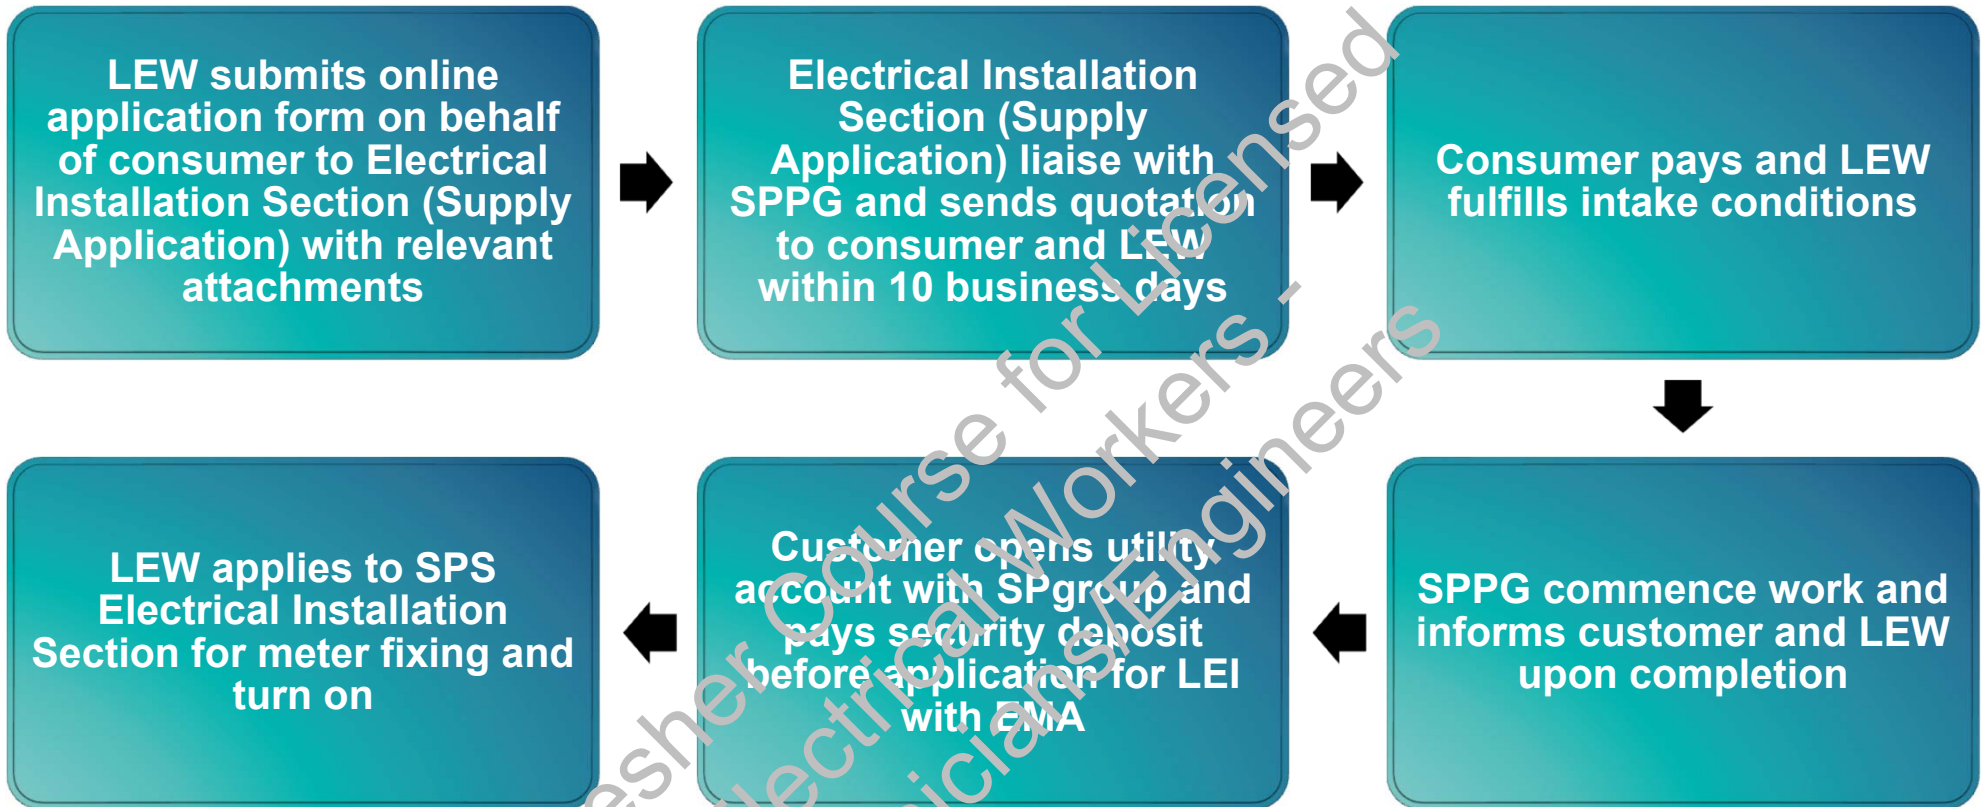 LEW submits online
application form on behalf
of consumer to Electrical
Installation Section (Supply
Application) with relevant
attachments
Electrical Installation
Section (Supply
Application) liaise with
SPPG and sends quotation
to consumer and LEW
within 10 business days
Consumer pays and LEW
fulfills intake conditions
SPPG commence work and
informs customer and LEW
upon completion
Customer opens utility
account with SPgroup and
pays security deposit
before application for LEI
with EMA
LEW applies to SPS
Electrical Installation
Section for meter fixing and
turn on
Course for Licensed
Workers -